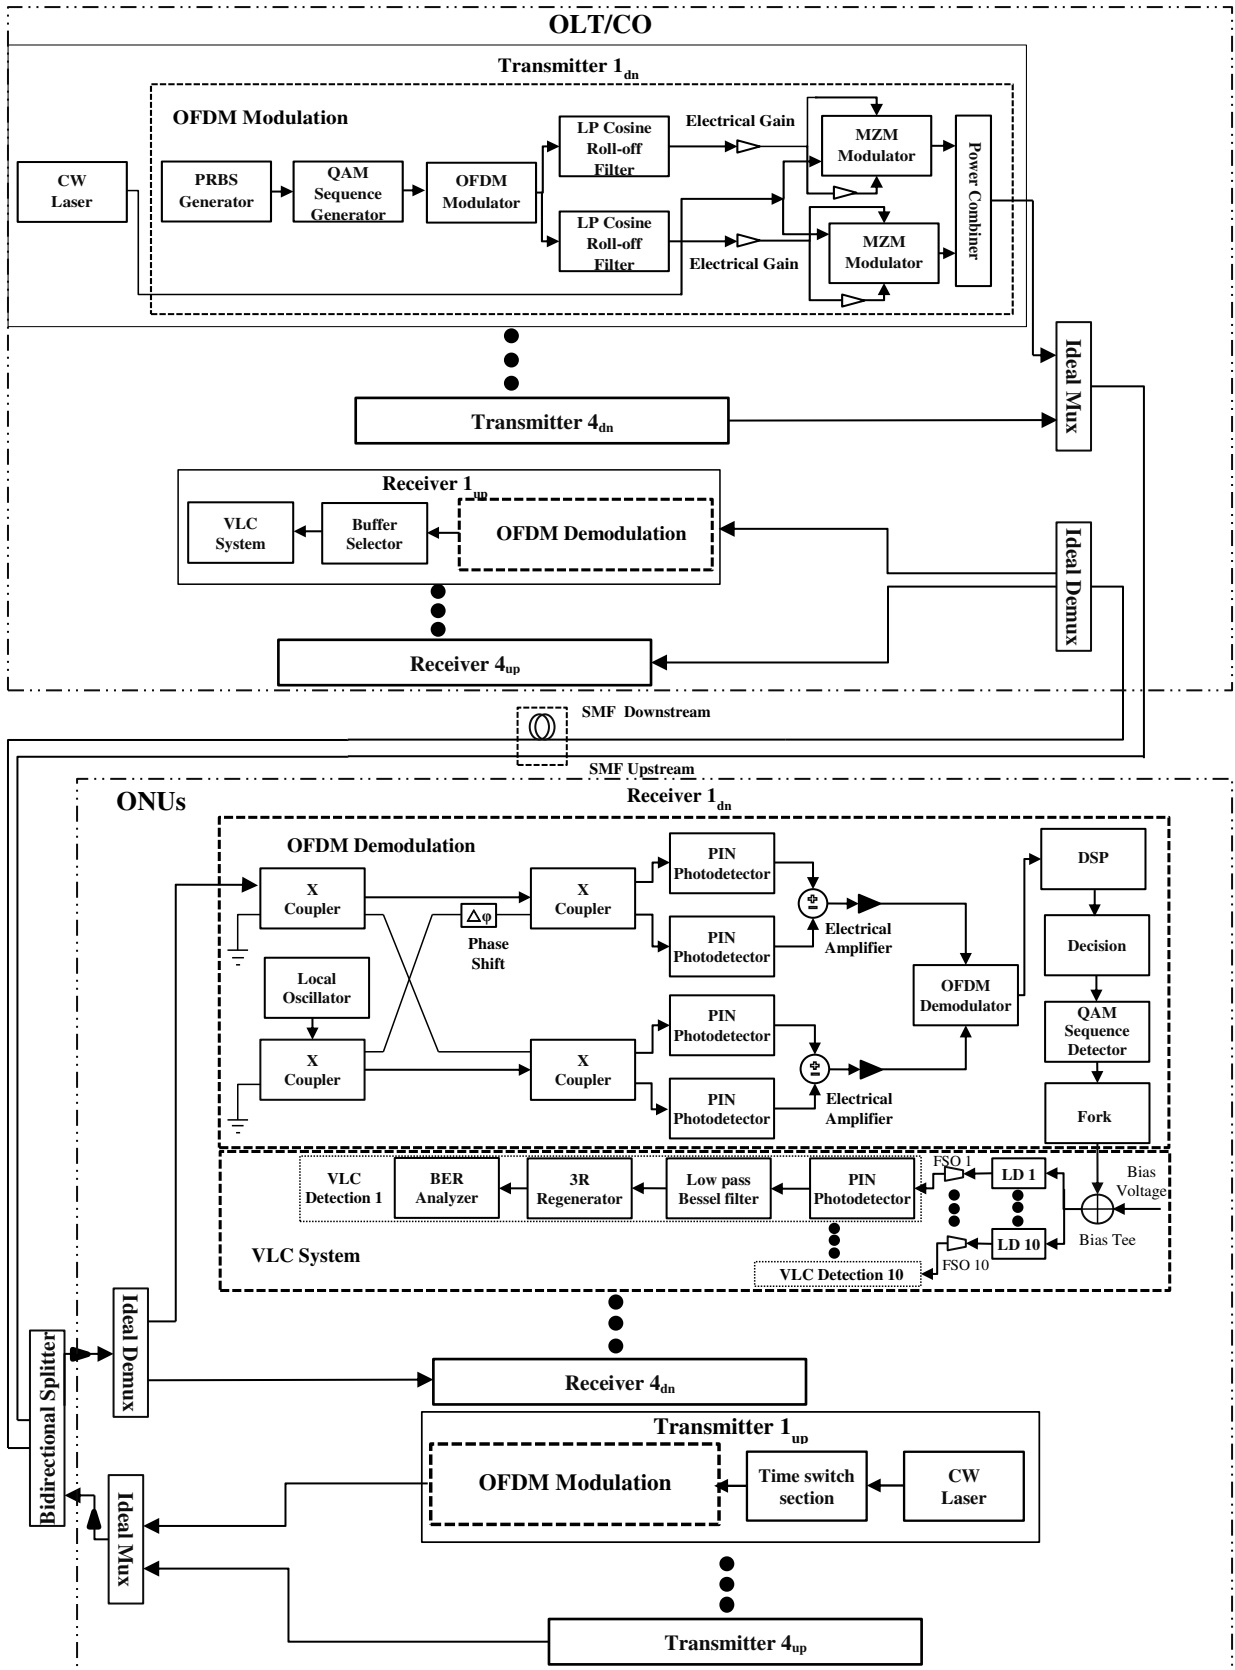 OLT/CO
Transmitter 1dn
OFDM Modulation
CW
Laser
PRBS
Generator
QAM
Sequence
Generator
OFDM
Modulator
LP Cosine
Roll-off
Filter
LP Cosine
Roll-off
Filter
Electrical Gain
Electrical Gain
MZM
Modulator
MZM
Modulator
Power Combiner
Ideal Mux
Transmitter 4dn
Receiver 1up
VLC
System
Buffer
Selector
OFDM Demodulation
Ideal Demux
Receiver 4up
SMF Downstream
SMF Upstream
ONUs
Receiver 1dn
OFDM Demodulation
X
Coupler
X
Coupler
Δφ
Phase
Shift
Local
Oscillator
X
Coupler
X
Coupler
PIN
Photodetector
PIN
Photodetector
PIN
Photodetector
PIN
Photodetector
±
±
Electrical
Amplifier
Electrical
Amplifier
OFDM
Demodulator
DSP
Decision
QAM
Sequence
Detector
Fork
VLC
Detection 1
BER
Analyzer
3R
Regenerator
Low pass
Bessel filter
PIN
Photodetector
FSO 1
LD 1
Bias
Voltage
Bias Tee
LD 10
FSO 10
VLC Detection 10
VLC System
Ideal Demux
Bidirectional Splitter
Receiver 4dn
Transmitter 1up
OFDM Modulation
Time switch
section
CW
Laser
Ideal Mux
Transmitter 4up